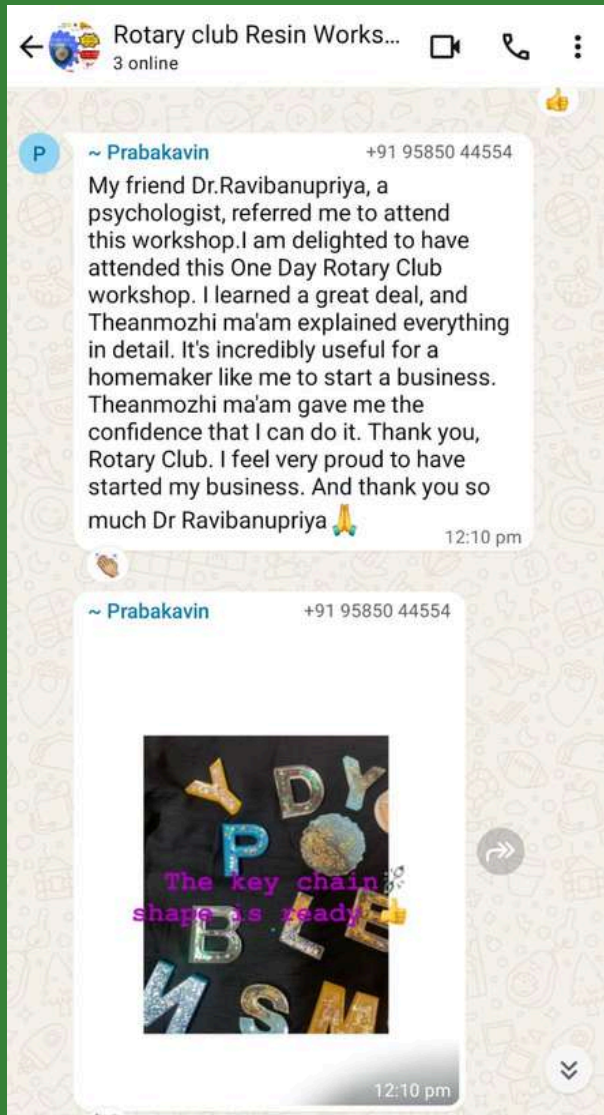 Rotary club Resin Works...
3 online
P
~ Prabakavin +91 95850 44554
My friend Dr.Ravibanupriya, a
psychologist, referred me to attend
this workshop.I am delighted to have
attended this One Day Rotary Club
workshop. I learned a great deal, and
Theanmozhi ma'am explained everything
in detail. It's incredibly useful for a
homemaker like me to start a business.
Theanmozhi ma'am gave me the
confidence that I can do it. Thank you,
Rotary Club. I feel very proud to have
started my business. And thank you so
much Dr Ravibanupriya🙏
12:10 pm
~ Prabakavin +91 95850 44554
Y D Y
P
The key chain
shape is ready👍
B L E
N S M
12:10 pm